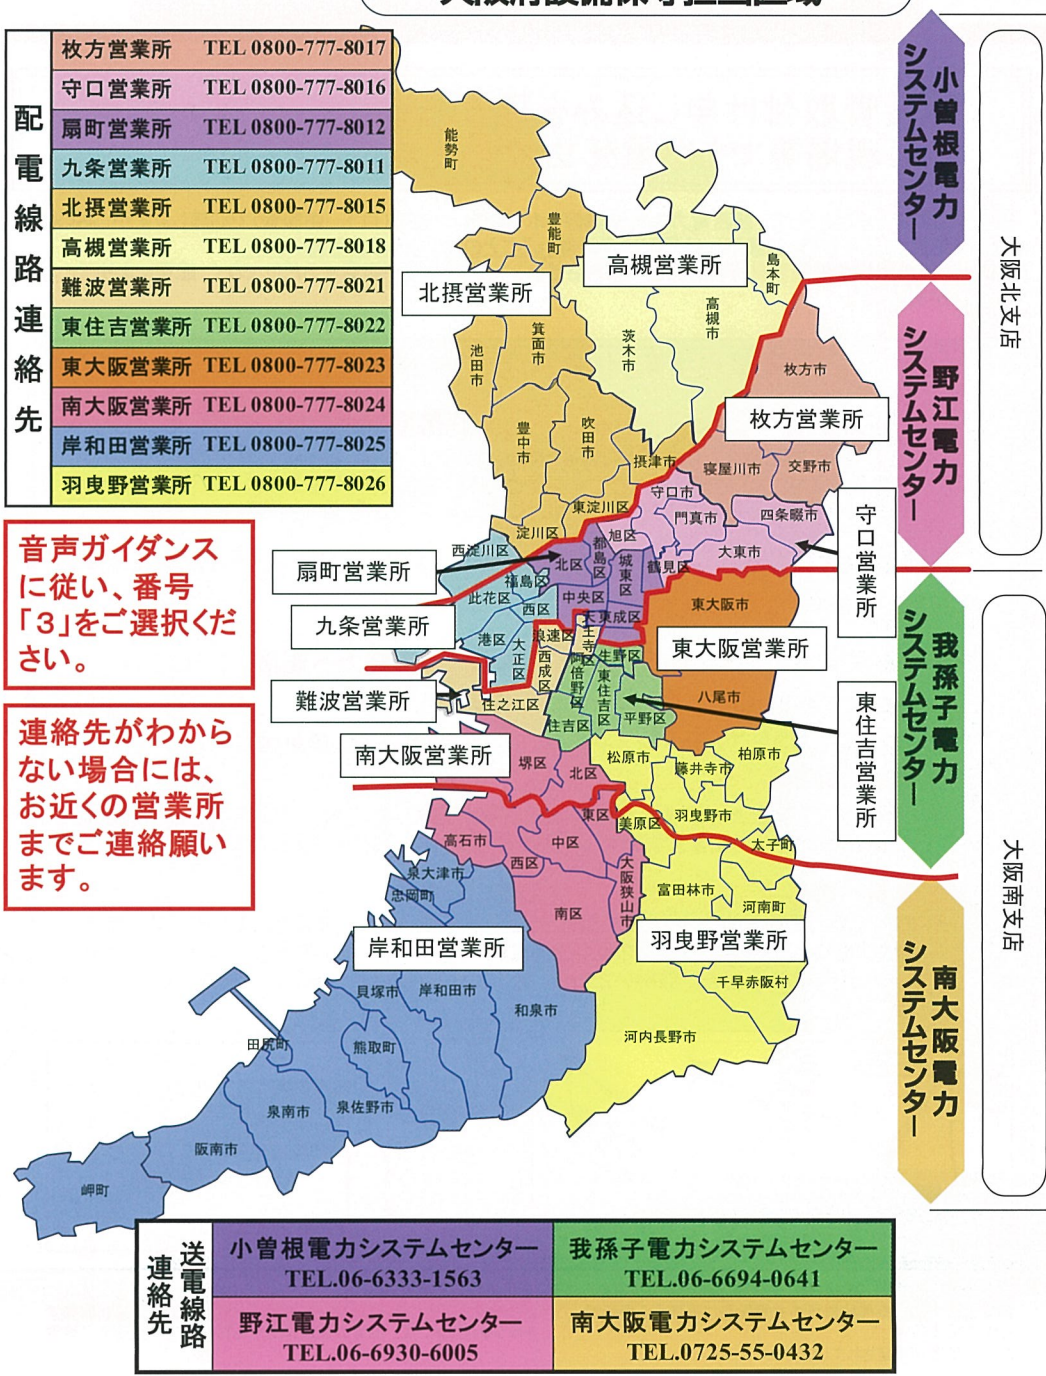 大阪府設備保守担当区域
配電線路連絡先
枚方営業所 TEL 0800-777-8017
守口営業所 TEL 0800-777-8016
扇町営業所 TEL 0800-777-8012
九条営業所 TEL 0800-777-8011
北摂営業所 TEL 0800-777-8015
高槻営業所 TEL 0800-777-8018
難波営業所 TEL 0800-777-8021
東住吉営業所 TEL 0800-777-8022
東大阪営業所 TEL 0800-777-8023
南大阪営業所 TEL 0800-777-8024
岸和田営業所 TEL 0800-777-8025
羽曳野営業所 TEL 0800-777-8026
音声ガイダンス
に従い、番号
「3」をご選択くだ
さい。
連絡先がわから
ない場合には、
お近くの営業所
までご連絡願い
ます。
能勢町
豊能町
高槻営業所
島本町
北摂営業所
高槻市
茨木市
箕面市
池田市
枚方市
枚方営業所
豊中市
吹田市
摂津市
寝屋川市
交野市
守口市
東淀川区
門真市
四条畷市
淀川区
旭区
西淀川区
都島区
大東市
守口営業所
扇町営業所
北区
城東区
鶴見区
福島区
此花区
中央区
東大阪市
九条営業所
西区
東成区
天王寺区
港区
大正区
浪速区
西成区
阿倍野区
生野区
東大阪営業所
難波営業所
東住吉区
八尾市
住之江区
住吉区
平野区
東住吉営業所
南大阪営業所
堺区
北区
松原市
藤井寺市
柏原市
東区
美原区
羽曳野市
高石市
中区
太子町
西区
大阪狭山市
泉大津市
忠岡町
富田林市
南区
河南町
岸和田営業所
羽曳野営業所
貝塚市
岸和田市
和泉市
千早赤阪村
田尻町
熊取町
河内長野市
泉南市
泉佐野市
阪南市
岬町
小曽根電力
システムセンター
野江電力
システムセンター
我孫子電力
システムセンター
南大阪電力
システムセンター
大阪北支店
大阪南支店
送電線路
連絡先
小曽根電力システムセンター
TEL.06-6333-1563
我孫子電力システムセンター
TEL.06-6694-0641
野江電力システムセンター
TEL.06-6930-6005
南大阪電力システムセンター
TEL.0725-55-0432